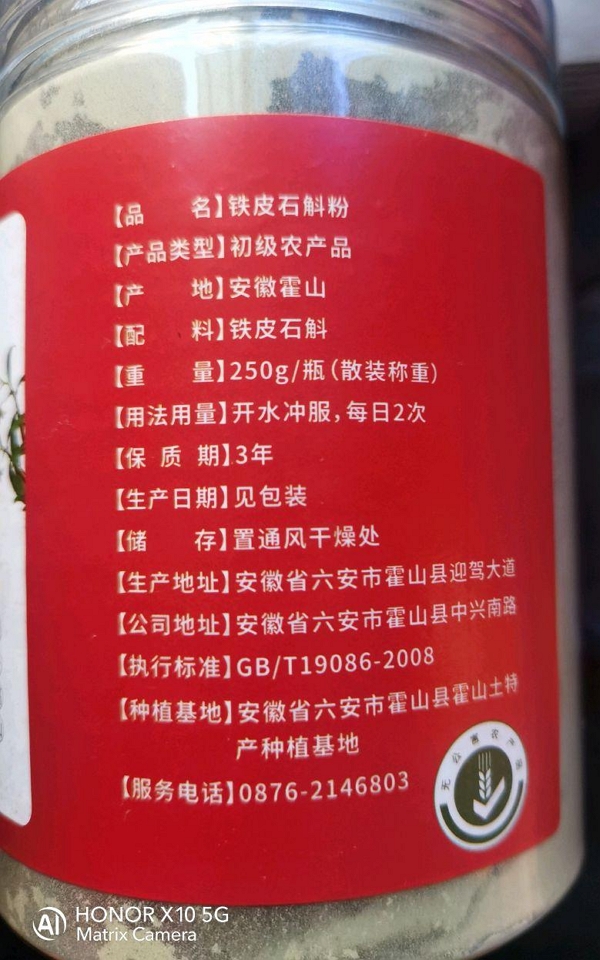 【品　　名】铁皮石斛粉
【产品类型】初级农产品
【产　　地】安徽霍山
【配　　料】铁皮石斛
【重　　量】250g/瓶(散装称重)
【用法用量】开水冲服,每日2次
【保 质 期】3年
【生产日期】见包装
【储　　存】置通风干燥处
【生产地址】安徽省六安市霍山县迎驾大道
【公司地址】安徽省六安市霍山县中兴南路
【执行标准】GB/T19086-2008
【种植基地】安徽省六安市霍山县霍山土特
产种植基地
【服务电话】0876-2146803
无公害农产品
AI HONOR X10 5G
Matrix Camera